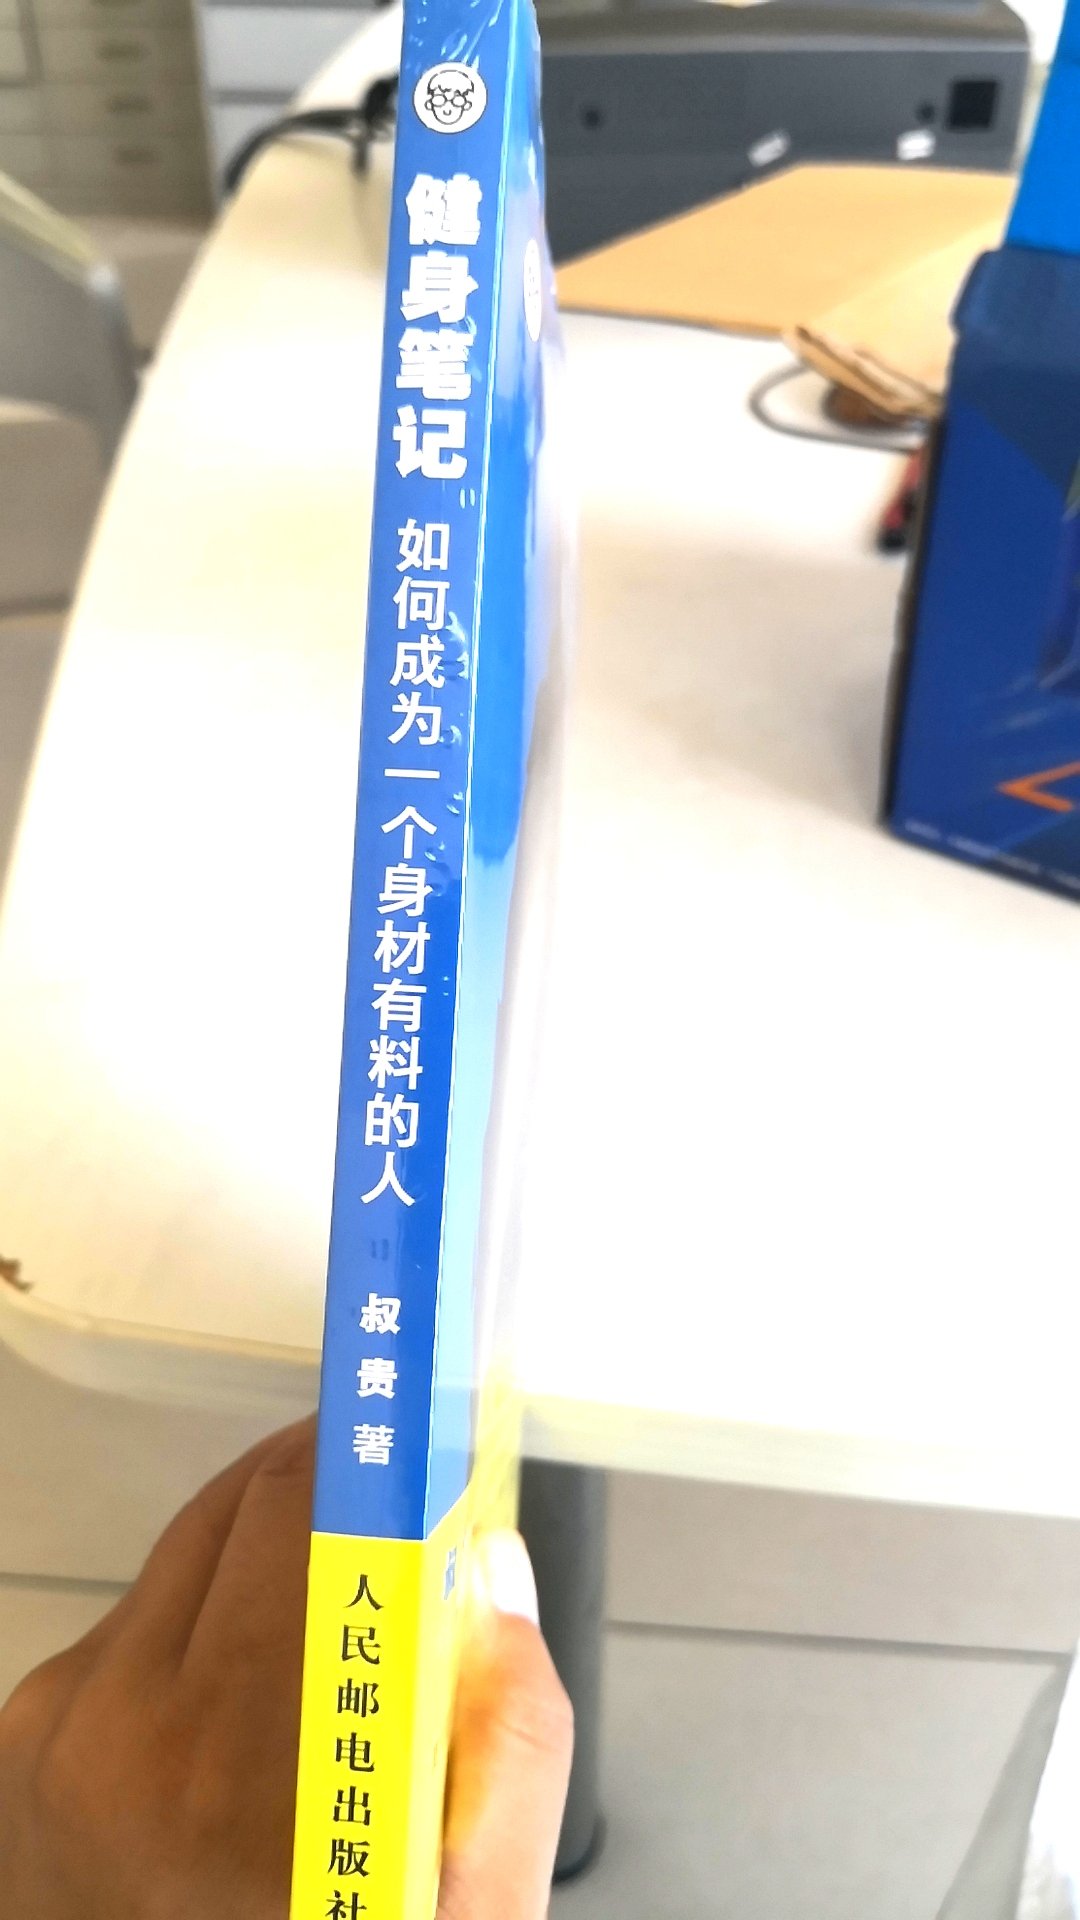 健身笔记
如何成为一个身材有料的人
叔贵 著
人民邮电出版社